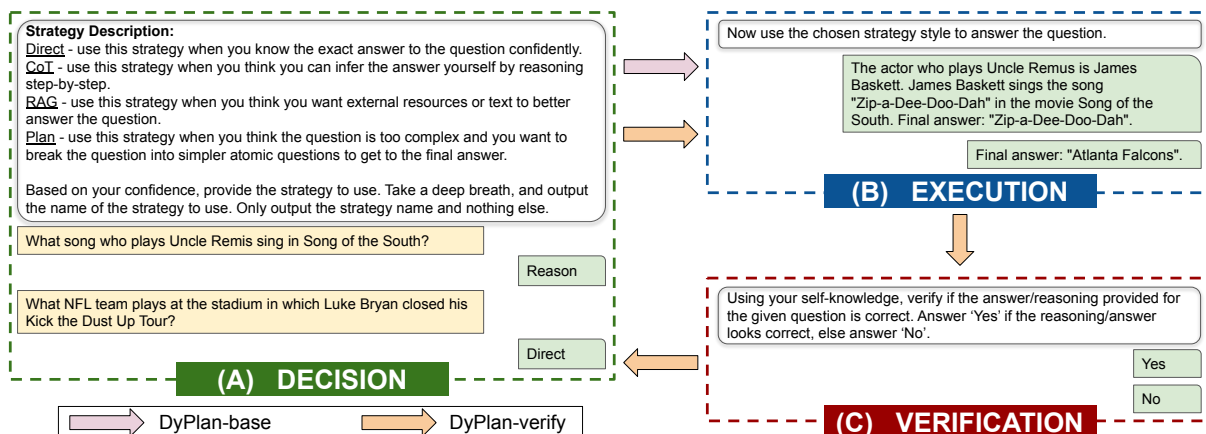 Strategy Description:
Direct - use this strategy when you know the exact answer to the question confidently.
CoT - use this strategy when you think you can infer the answer yourself by reasoning
step-by-step.
RAG - use this strategy when you think you want external resources or text to better
answer the question.
Plan - use this strategy when you think the question is too complex and you want to
break the question into simpler atomic questions to get to the final answer.
Based on your confidence, provide the strategy to use. Take a deep breath, and output
the name of the strategy to use. Only output the strategy name and nothing else.
What song who plays Uncle Remis sing in Song of the South?
Reason
What NFL team plays at the stadium in which Luke Bryan closed his
Kick the Dust Up Tour?
Direct
(A) DECISION
Now use the chosen strategy style to answer the question.
The actor who plays Uncle Remus is James
Baskett. James Baskett sings the song
"Zip-a-Dee-Doo-Dah" in the movie Song of the
South. Final answer: "Zip-a-Dee-Doo-Dah".
Final answer: "Atlanta Falcons".
(B) EXECUTION
Using your self-knowledge, verify if the answer/reasoning provided for
the given question is correct. Answer ‘Yes’ if the reasoning/answer
looks correct, else answer ‘No’.
Yes
No
(C) VERIFICATION
DyPlan-base
DyPlan-verify